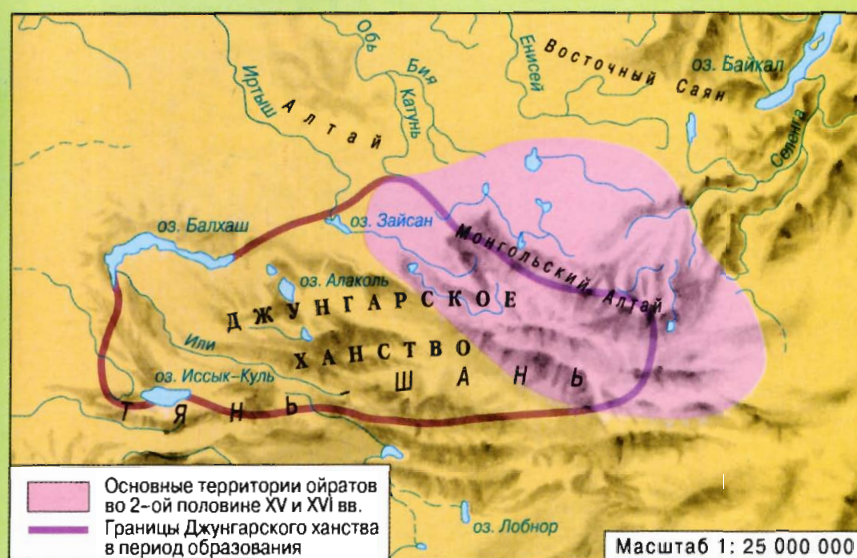 Обь
Бия
Катунь
Иртыш
Алтай
Енисей
Восточный Саян
оз. Байкал
Селенга
оз. Балхаш
оз. Зайсан
Монгольский Алтай
оз. Алаколь
ДЖУНГАРСКОЕ
ХАНСТВО
Или
оз. Иссык-Куль
ТЯНЬ-ШАНЬ
оз. Лобнор
Основные территории ойратов
во 2-ой половине XV и XVI вв.
Границы Джунгарского ханства
в период образования
Масштаб 1: 25 000 000